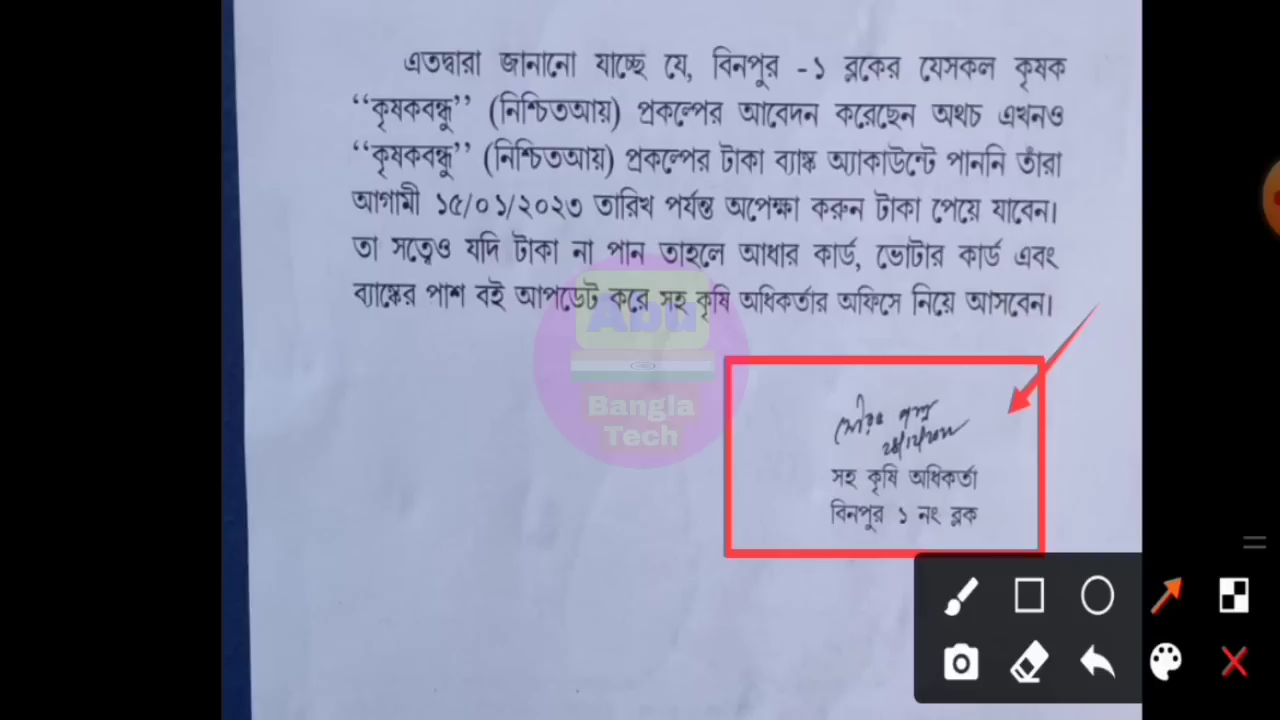 এতদ্বারা জানানো যাচ্ছে যে, বিনপুর -১ ব্লকের যেসকল কৃষক
“কৃষকবন্ধু” (নিশ্চিতআয়) প্রকল্পের আবেদন করেছেন অথচ এখনও
“কৃষকবন্ধু” (নিশ্চিতআয়) প্রকল্পের টাকা ব্যাঙ্ক অ্যাকাউন্টে পাননি তাঁরা
আগামী ১৫/০১/২০২৩ তারিখ পর্যন্ত অপেক্ষা করুন টাকা পেয়ে যাবেন।
তা সত্বেও যদি টাকা না পান তাহলে আধার কার্ড, ভোটার কার্ড এবং
ব্যাঙ্কের পাশ বই আপডেট করে সহ কৃষি অধিকর্তার অফিসে নিয়ে আসবেন।
Abu
Bangla
Tech
সহ কৃষি অধিকর্তা
বিনপুর ১ নং ব্লক